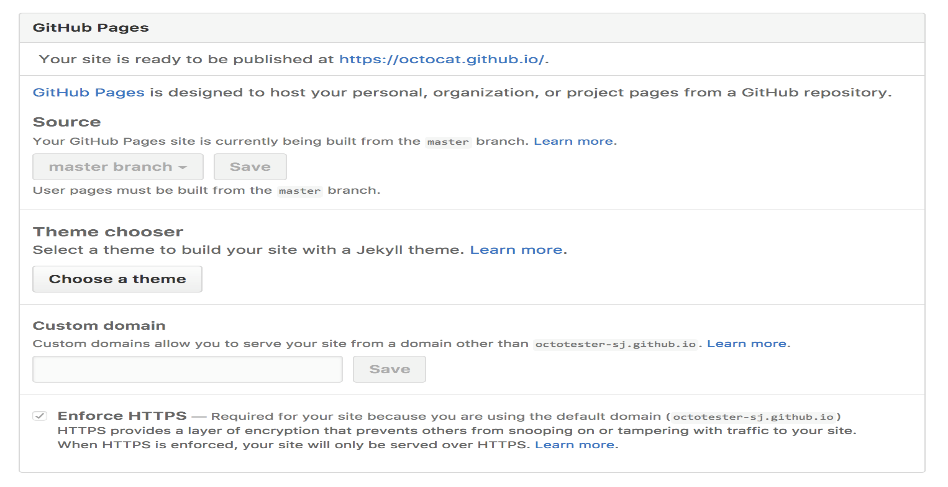 GitHub Pages
Your site is ready to be published at https://octocat.github.io/.
GitHub Pages is designed to host your personal, organization, or project pages from a GitHub repository.
Source
Your GitHub Pages site is currently being built from the master branch. Learn more.
master branch Save
User pages must be built from the master branch.
Theme chooser
Select a theme to build your site with a Jekyll theme. Learn more.
Choose a theme
Custom domain
Custom domains allow you to serve your site from a domain other than octotester-sj.github.io. Learn more.
Save
Enforce HTTPS — Required for your site because you are using the default domain (octotester-sj.github.io)
HTTPS provides a layer of encryption that prevents others from snooping on or tampering with traffic to your site.
When HTTPS is enforced, your site will only be served over HTTPS. Learn more.